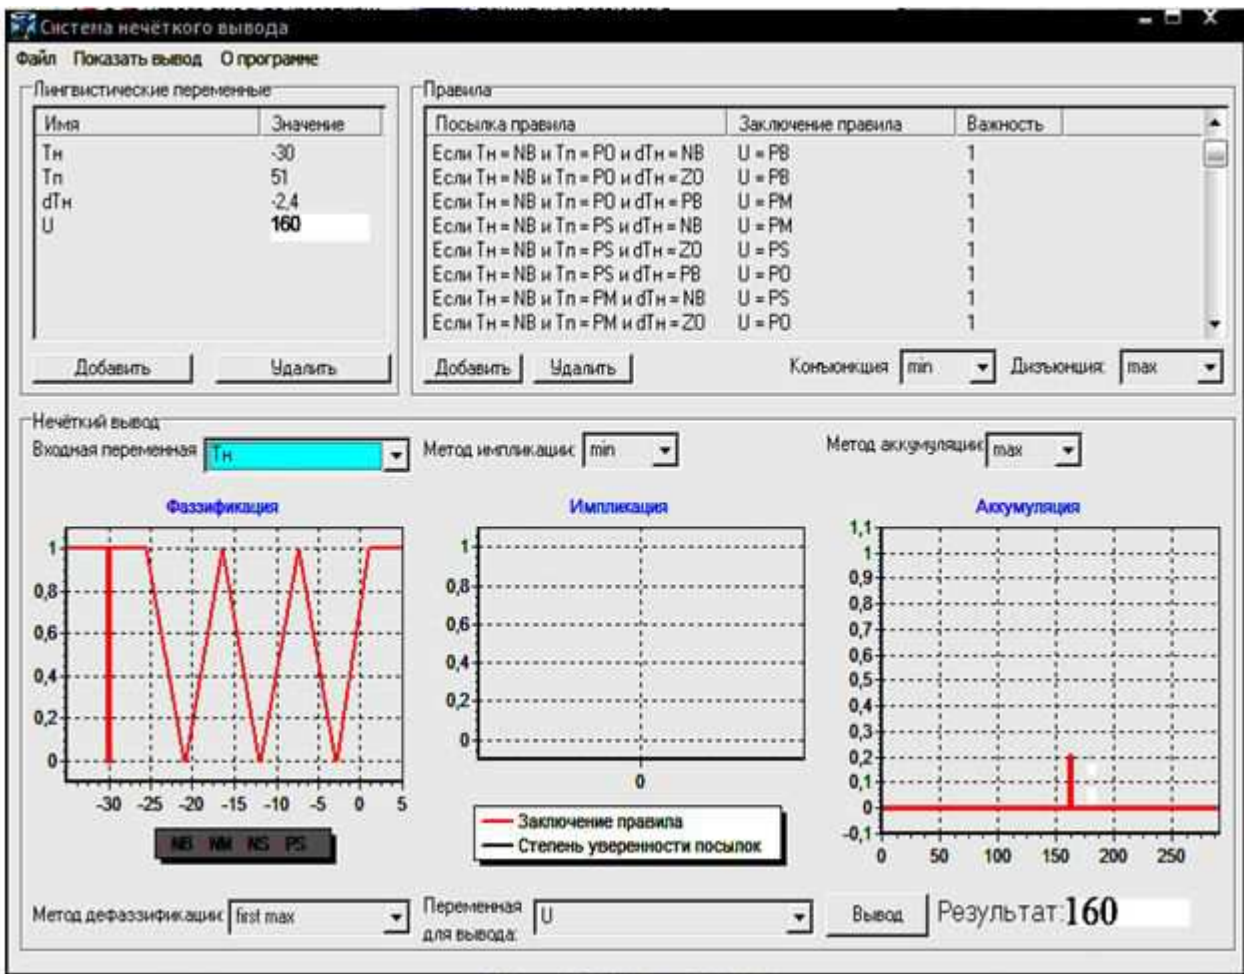 Система нечёткого вывода
Файл Показать вывод О программе
Лингвистические переменные
Имя Значение
Тн -30
Тп 51
dТн -2,4
U 160
Добавить Удалить
Правила
Посылка правила Заключение правила Важность
Если Тн = NB и Тп = PO и dТн = NB U = PB 1
Если Тн = NB и Тп = PO и dТн = ZO U = PB 1
Если Тн = NB и Тп = PO и dТн = PB U = PM 1
Если Тн = NB и Тп = PS и dТн = NB U = PM 1
Если Тн = NB и Тп = PS и dТн = ZO U = PS 1
Если Тн = NB и Тп = PS и dТн = PB U = PO 1
Если Тн = NB и Тп = PM и dТн = NB U = PS 1
Если Тн = NB и Тп = PM и dТн = ZO U = PO 1
Добавить Удалить Конъюнкция min Дизъюнция: max
Нечёткий вывод
Входная переменная Тн Метод импликации: min Метод аккумуляции: max
Фаззификация
1
0,8
0,6
0,4
0,2
0
-30 -25 -20 -15 -10 -5 0 5
NB NM NS PS
Импликация
1
0,8
0,6
0,4
0,2
0
0
Заключение правила
Степень уверенности посылок
Аккумуляция
1,1
1
0,9
0,8
0,7
0,6
0,5
0,4
0,3
0,2
0,1
0
-0,1
0 50 100 150 200 250
Метод дефаззификации: first max
Переменная
для вывода: U
Вывод Результат: 160